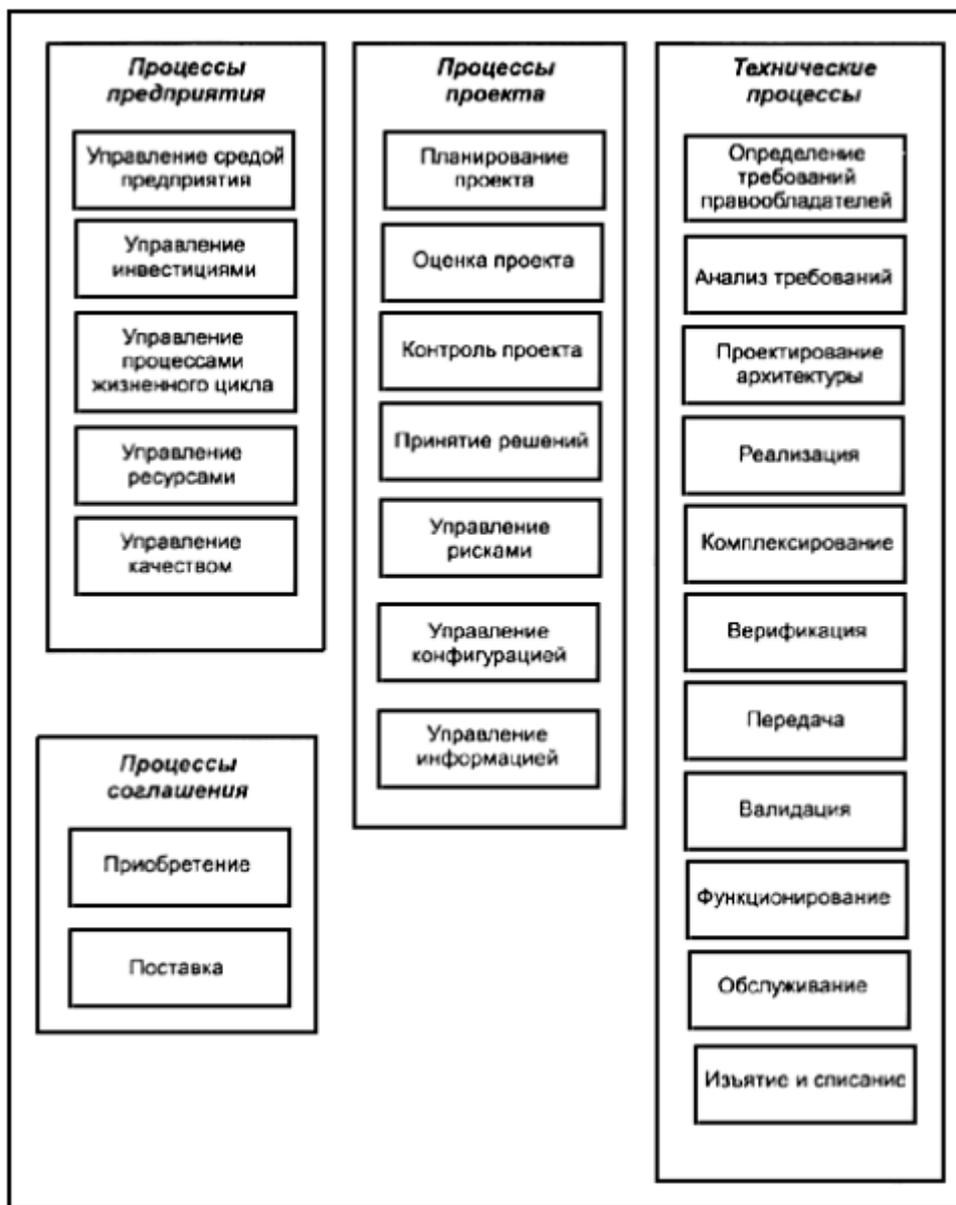 Процессы
предприятия
Управление средой
предприятия
Управление
инвестициями
Управление
процессами
жизненного цикла
Управление
ресурсами
Управление
качеством
Процессы
соглашения
Приобретение
Поставка
Процессы
проекта
Планирование
проекта
Оценка проекта
Контроль проекта
Принятие решений
Управление
рисками
Управление
конфигурацией
Управление
информацией
Технические
процессы
Определение
требований
правообладателей
Анализ требований
Проектирование
архитектуры
Реализация
Комплексирование
Верификация
Передача
Валидация
Функционирование
Обслуживание
Изъятие и списание